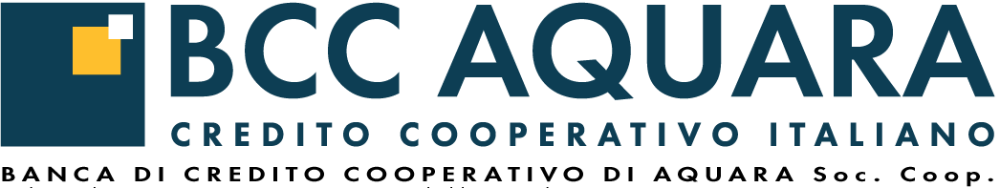 BCC AQUARA
CREDITO COOPERATIVO ITALIANO
BANCA DI CREDITO COOPERATIVO DI AQUARA Soc. Coop.